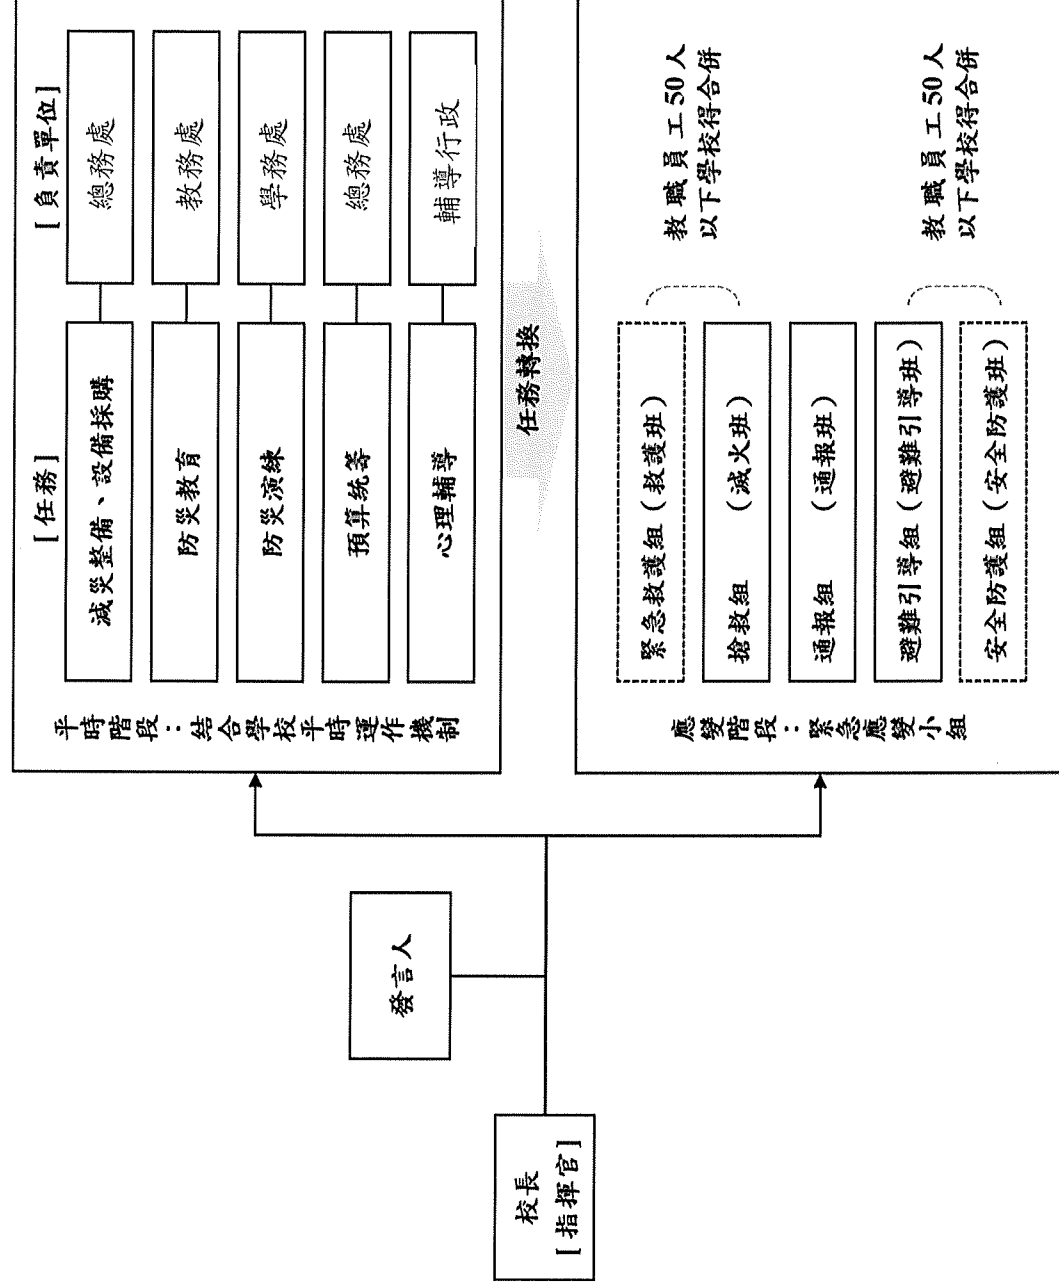 校長
[指揮官]
發言人
平時階段：結合學校平時運作機制
[任務]
[負責單位]
減災整備、設備採購
總務處
防災教育
教務處
防災演練
學務處
預算統籌
總務處
心理輔導
輔導行政
任務轉換
應變階段：緊急應變小組
緊急救護組（救護班）
搶救組 （滅火班）
教職員工50人
以下學校得合併
通報組 （通報班）
避難引導組（避難引導班）
安全防護組（安全防護班）
教職員工50人
以下學校得合併